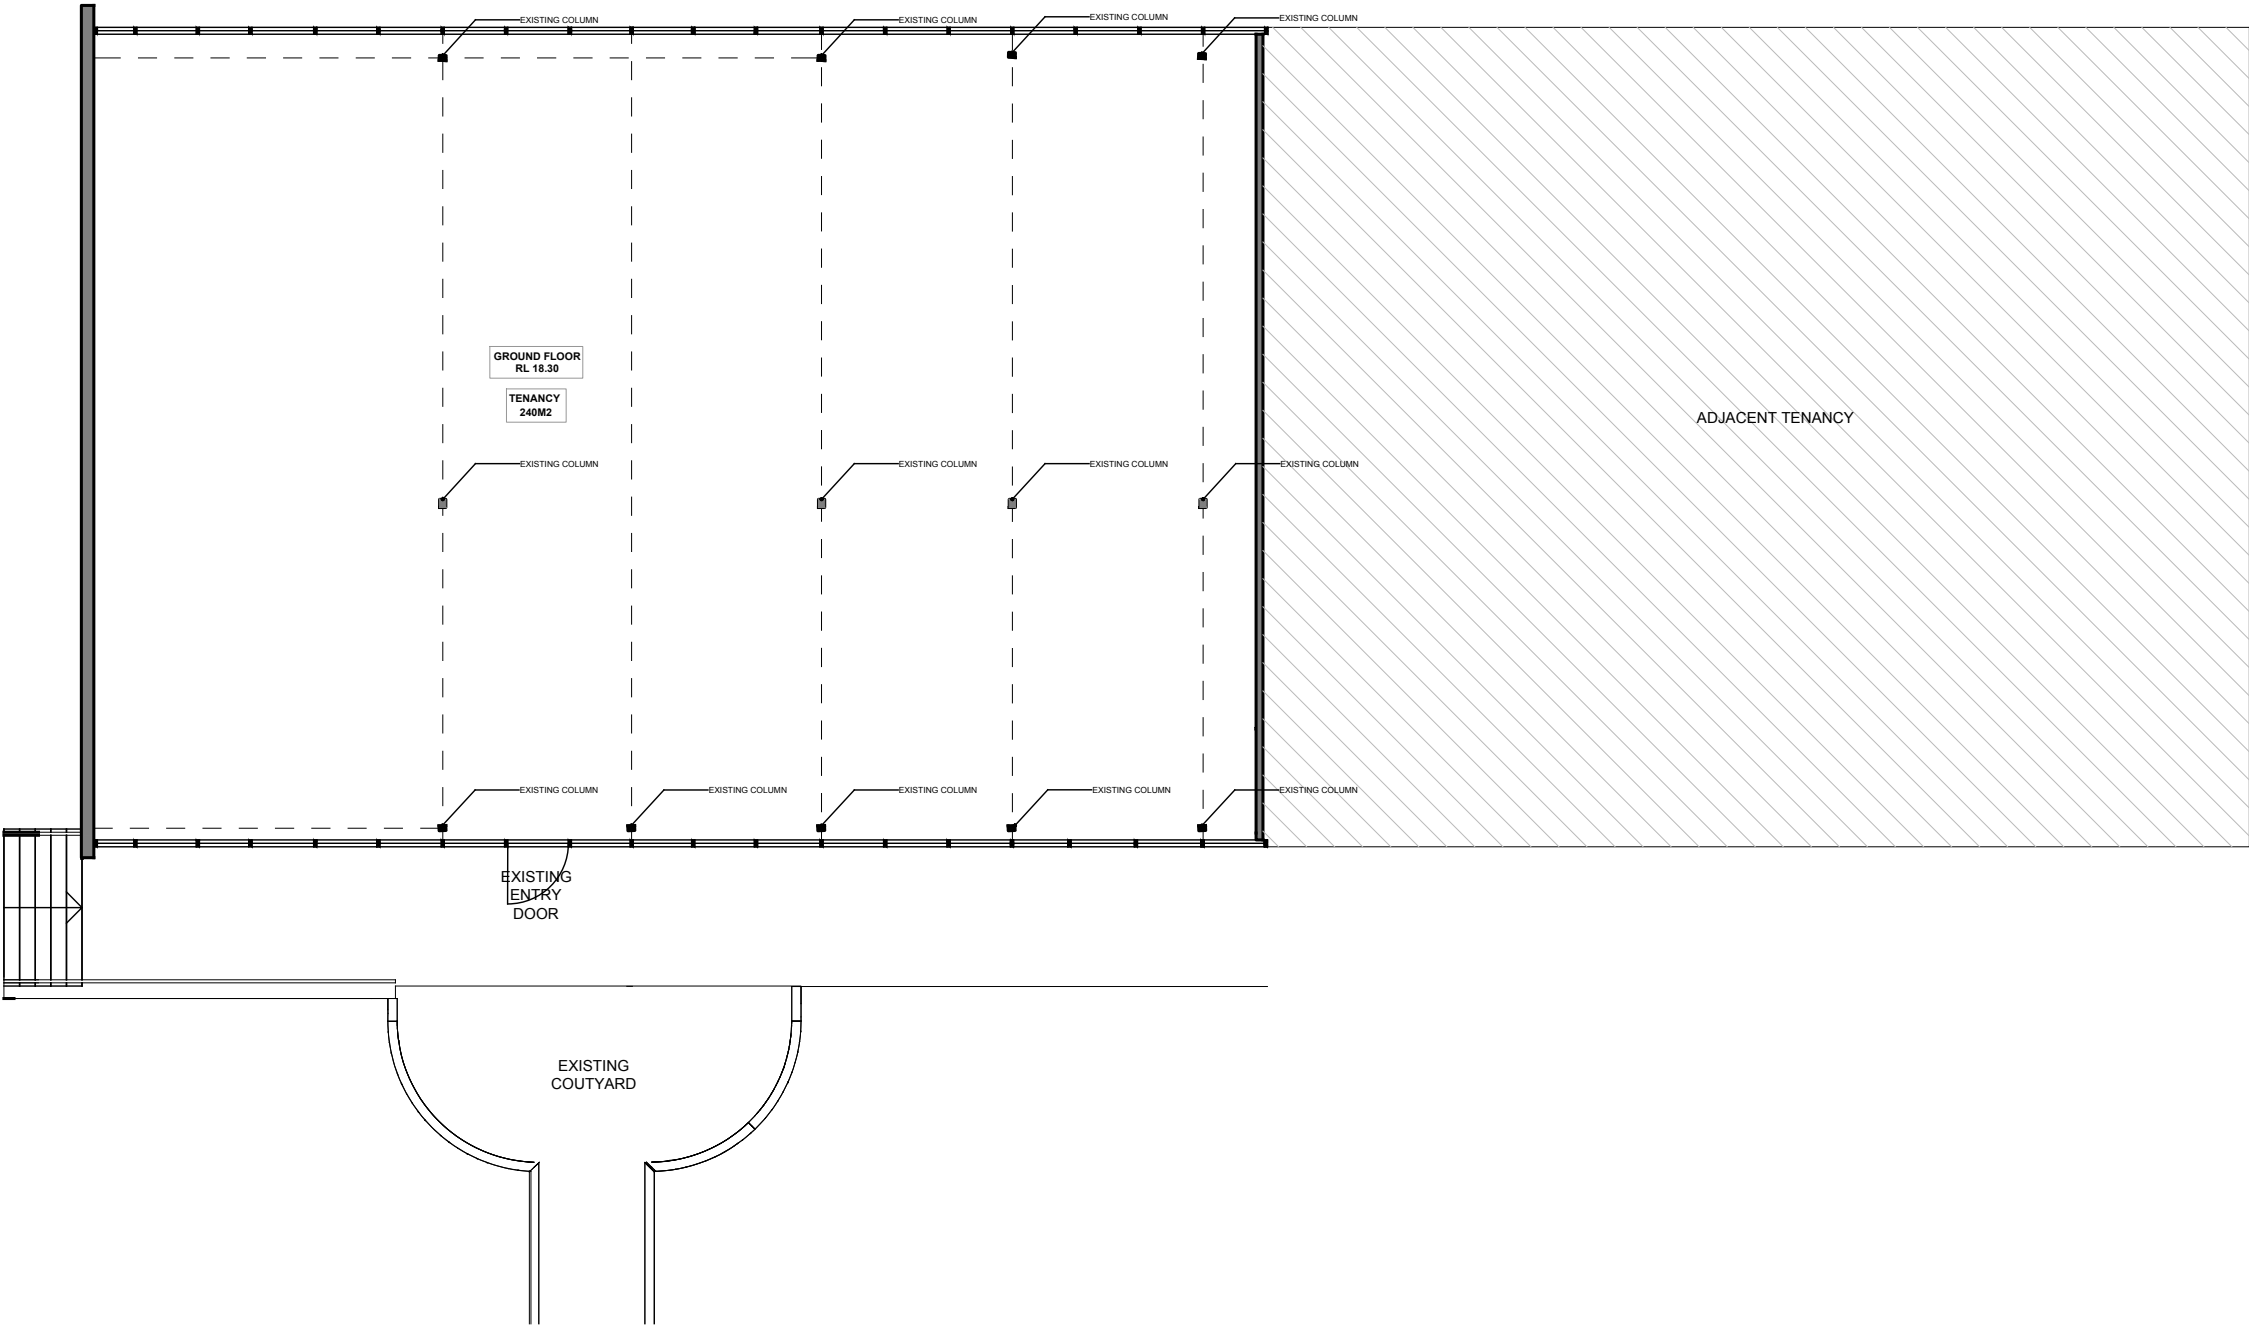 EXISTING COLUMN
EXISTING COLUMN
EXISTING COLUMN
EXISTING COLUMN
GROUND FLOOR
RL 18.30
TENANCY
240M2
ADJACENT TENANCY
EXISTING COLUMN
EXISTING COLUMN
EXISTING COLUMN
EXISTING COLUMN
EXISTING COLUMN
EXISTING COLUMN
EXISTING COLUMN
EXISTING COLUMN
EXISTING COLUMN
EXISTING
ENTRY
DOOR
EXISTING
COUTYARD